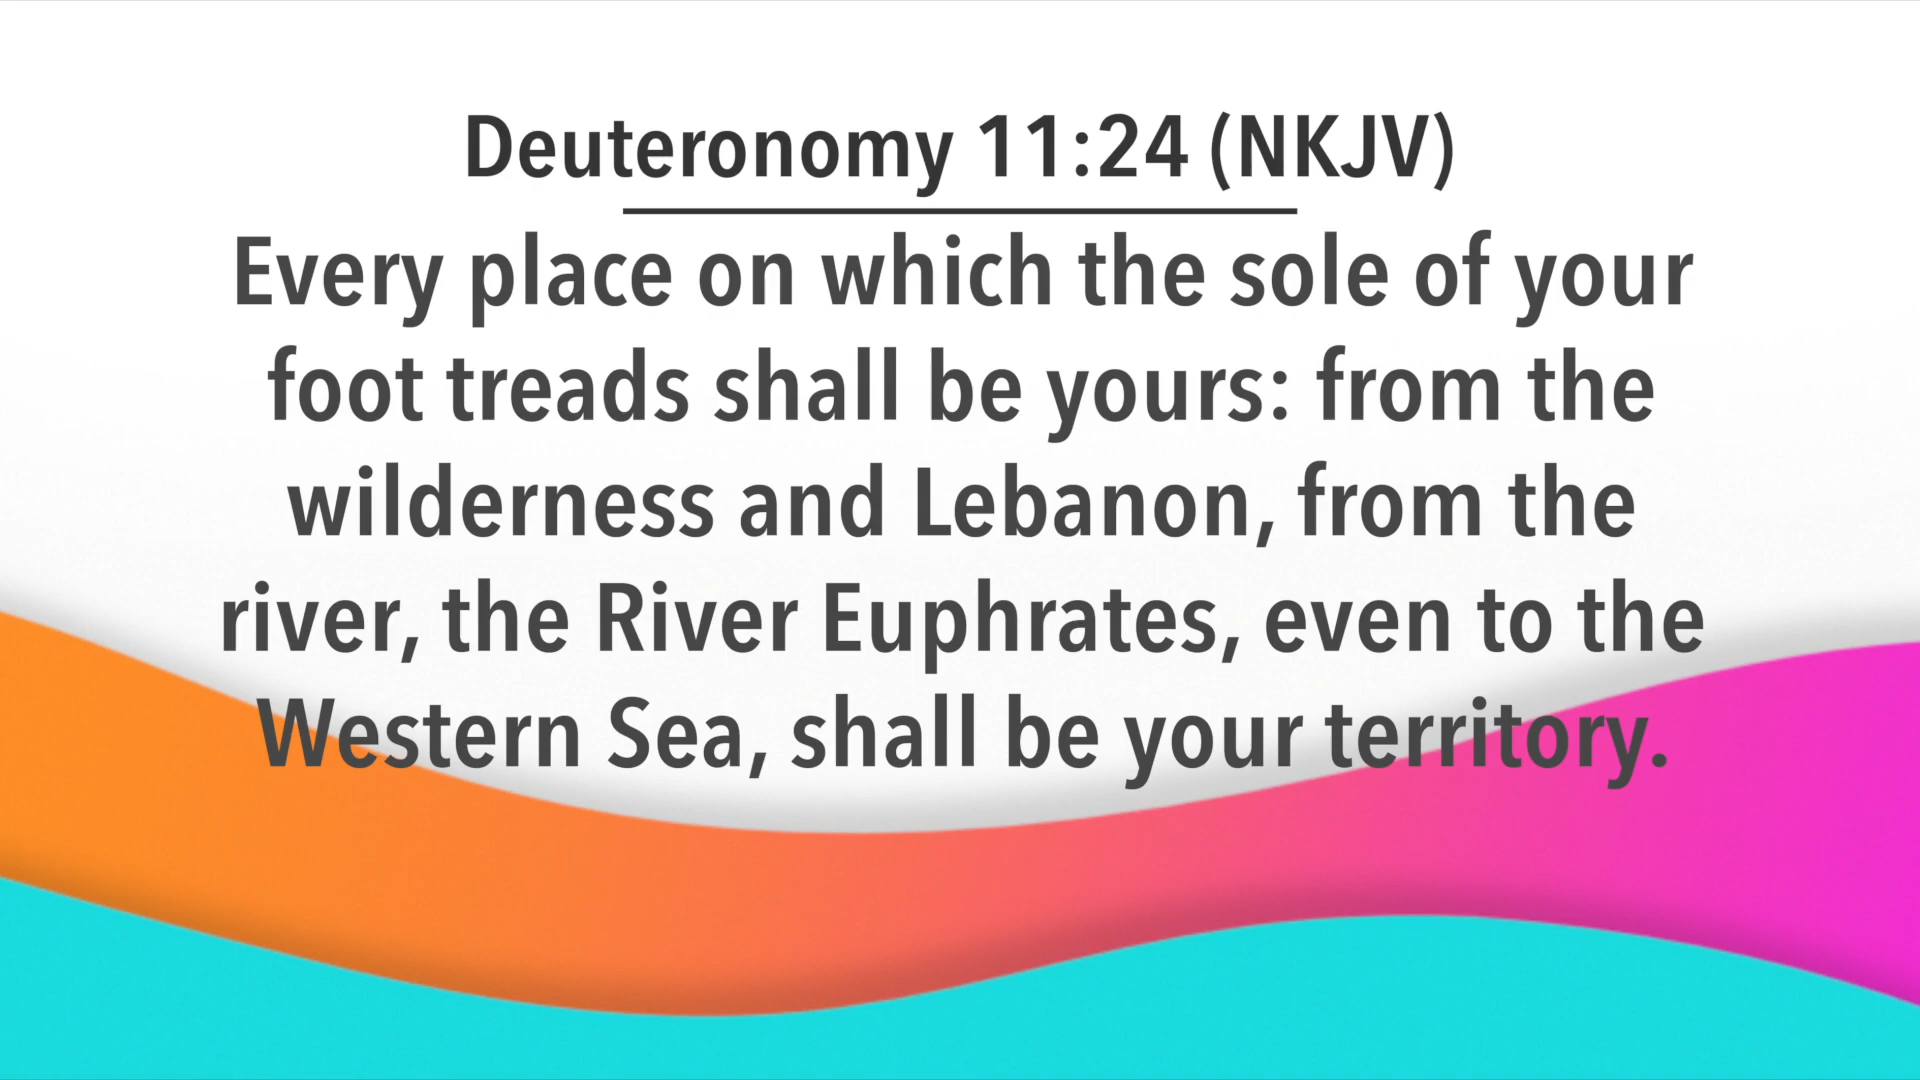 Deuteronomy 11:24 (NKJV)
Every place on which the sole of your
foot treads shall be yours: from the
wilderness and Lebanon, from the
river, the River Euphrates, even to the
Western Sea, shall be your territory.